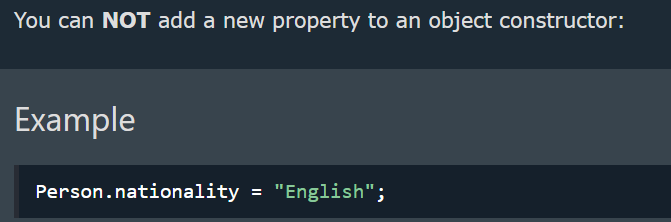 You can NOT add a new property to an object constructor:
Example
Person.nationality = "English";